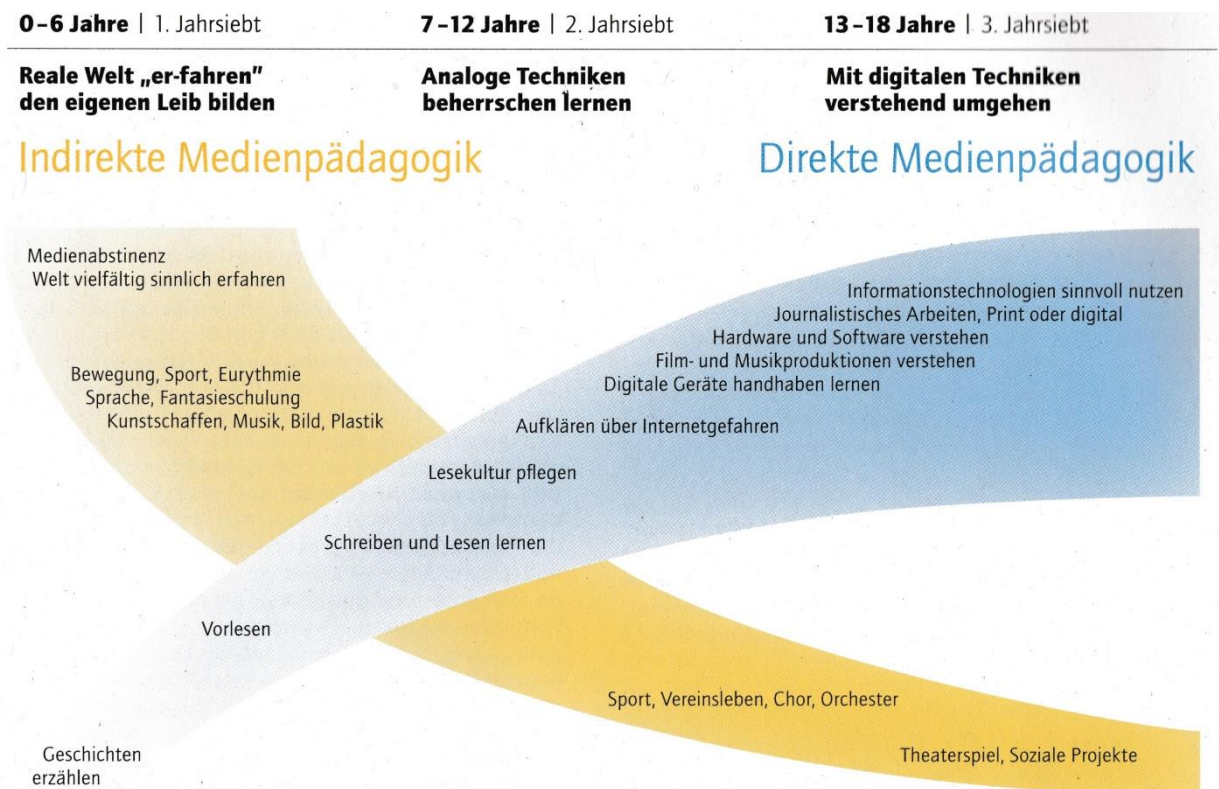 0–6 Jahre | 1. Jahrsiebt
7–12 Jahre | 2. Jahrsiebt
13–18 Jahre | 3. Jahrsiebt
Reale Welt „er-fahren”
den eigenen Leib bilden
Analoge Techniken
beherrschen lernen
Mit digitalen Techniken
verstehend umgehen
Indirekte Medienpädagogik
Direkte Medienpädagogik
Medienabstinenz
Welt vielfältig sinnlich erfahren
Bewegung, Sport, Eurythmie
Sprache, Fantasieschulung
Kunstschaffen, Musik, Bild, Plastik
Informationstechnologien sinnvoll nutzen
Journalistisches Arbeiten, Print oder digital
Hardware und Software verstehen
Film- und Musikproduktionen verstehen
Digitale Geräte handhaben lernen
Aufklären über Internetgefahren
Lesekultur pflegen
Schreiben und Lesen lernen
Vorlesen
Geschichten
erzählen
Sport, Vereinsleben, Chor, Orchester
Theaterspiel, Soziale Projekte